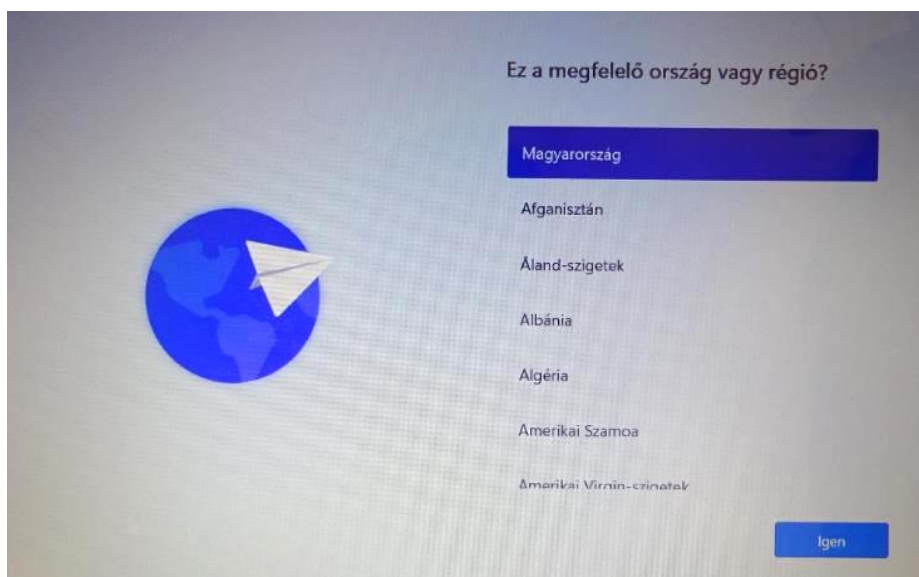 Ez a megfelelő ország vagy régió?
Magyarország
Afganisztán
Åland-szigetek
Albánia
Algéria
Amerikai Szamoa
Amerikai Virgin-szigetek
Igen